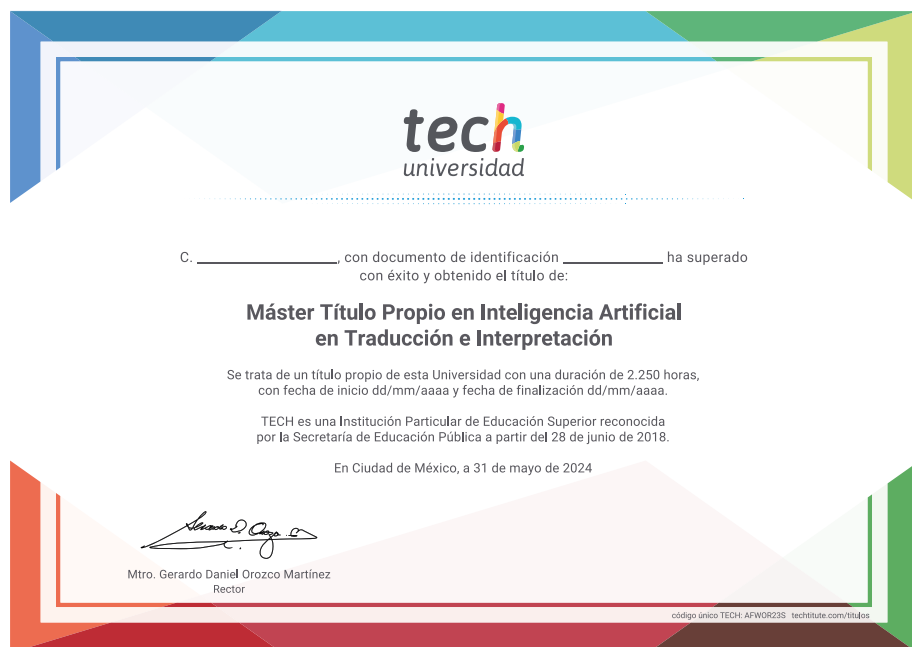 tech
universidad
C. ________________, con documento de identificación ____________ ha superado
con éxito y obtenido el título de:
Máster Título Propio en Inteligencia Artificial
en Traducción e Interpretación
Se trata de un título propio de esta Universidad con una duración de 2.250 horas,
con fecha de inicio dd/mm/aaaa y fecha de finalización dd/mm/aaaa.
TECH es una Institución Particular de Educación Superior reconocida
por la Secretaría de Educación Pública a partir del 28 de junio de 2018.
En Ciudad de México, a 31 de mayo de 2024
Mtro. Gerardo Daniel Orozco Martínez
Rector
código único TECH: AFWOR23S techtitute.com/titulos